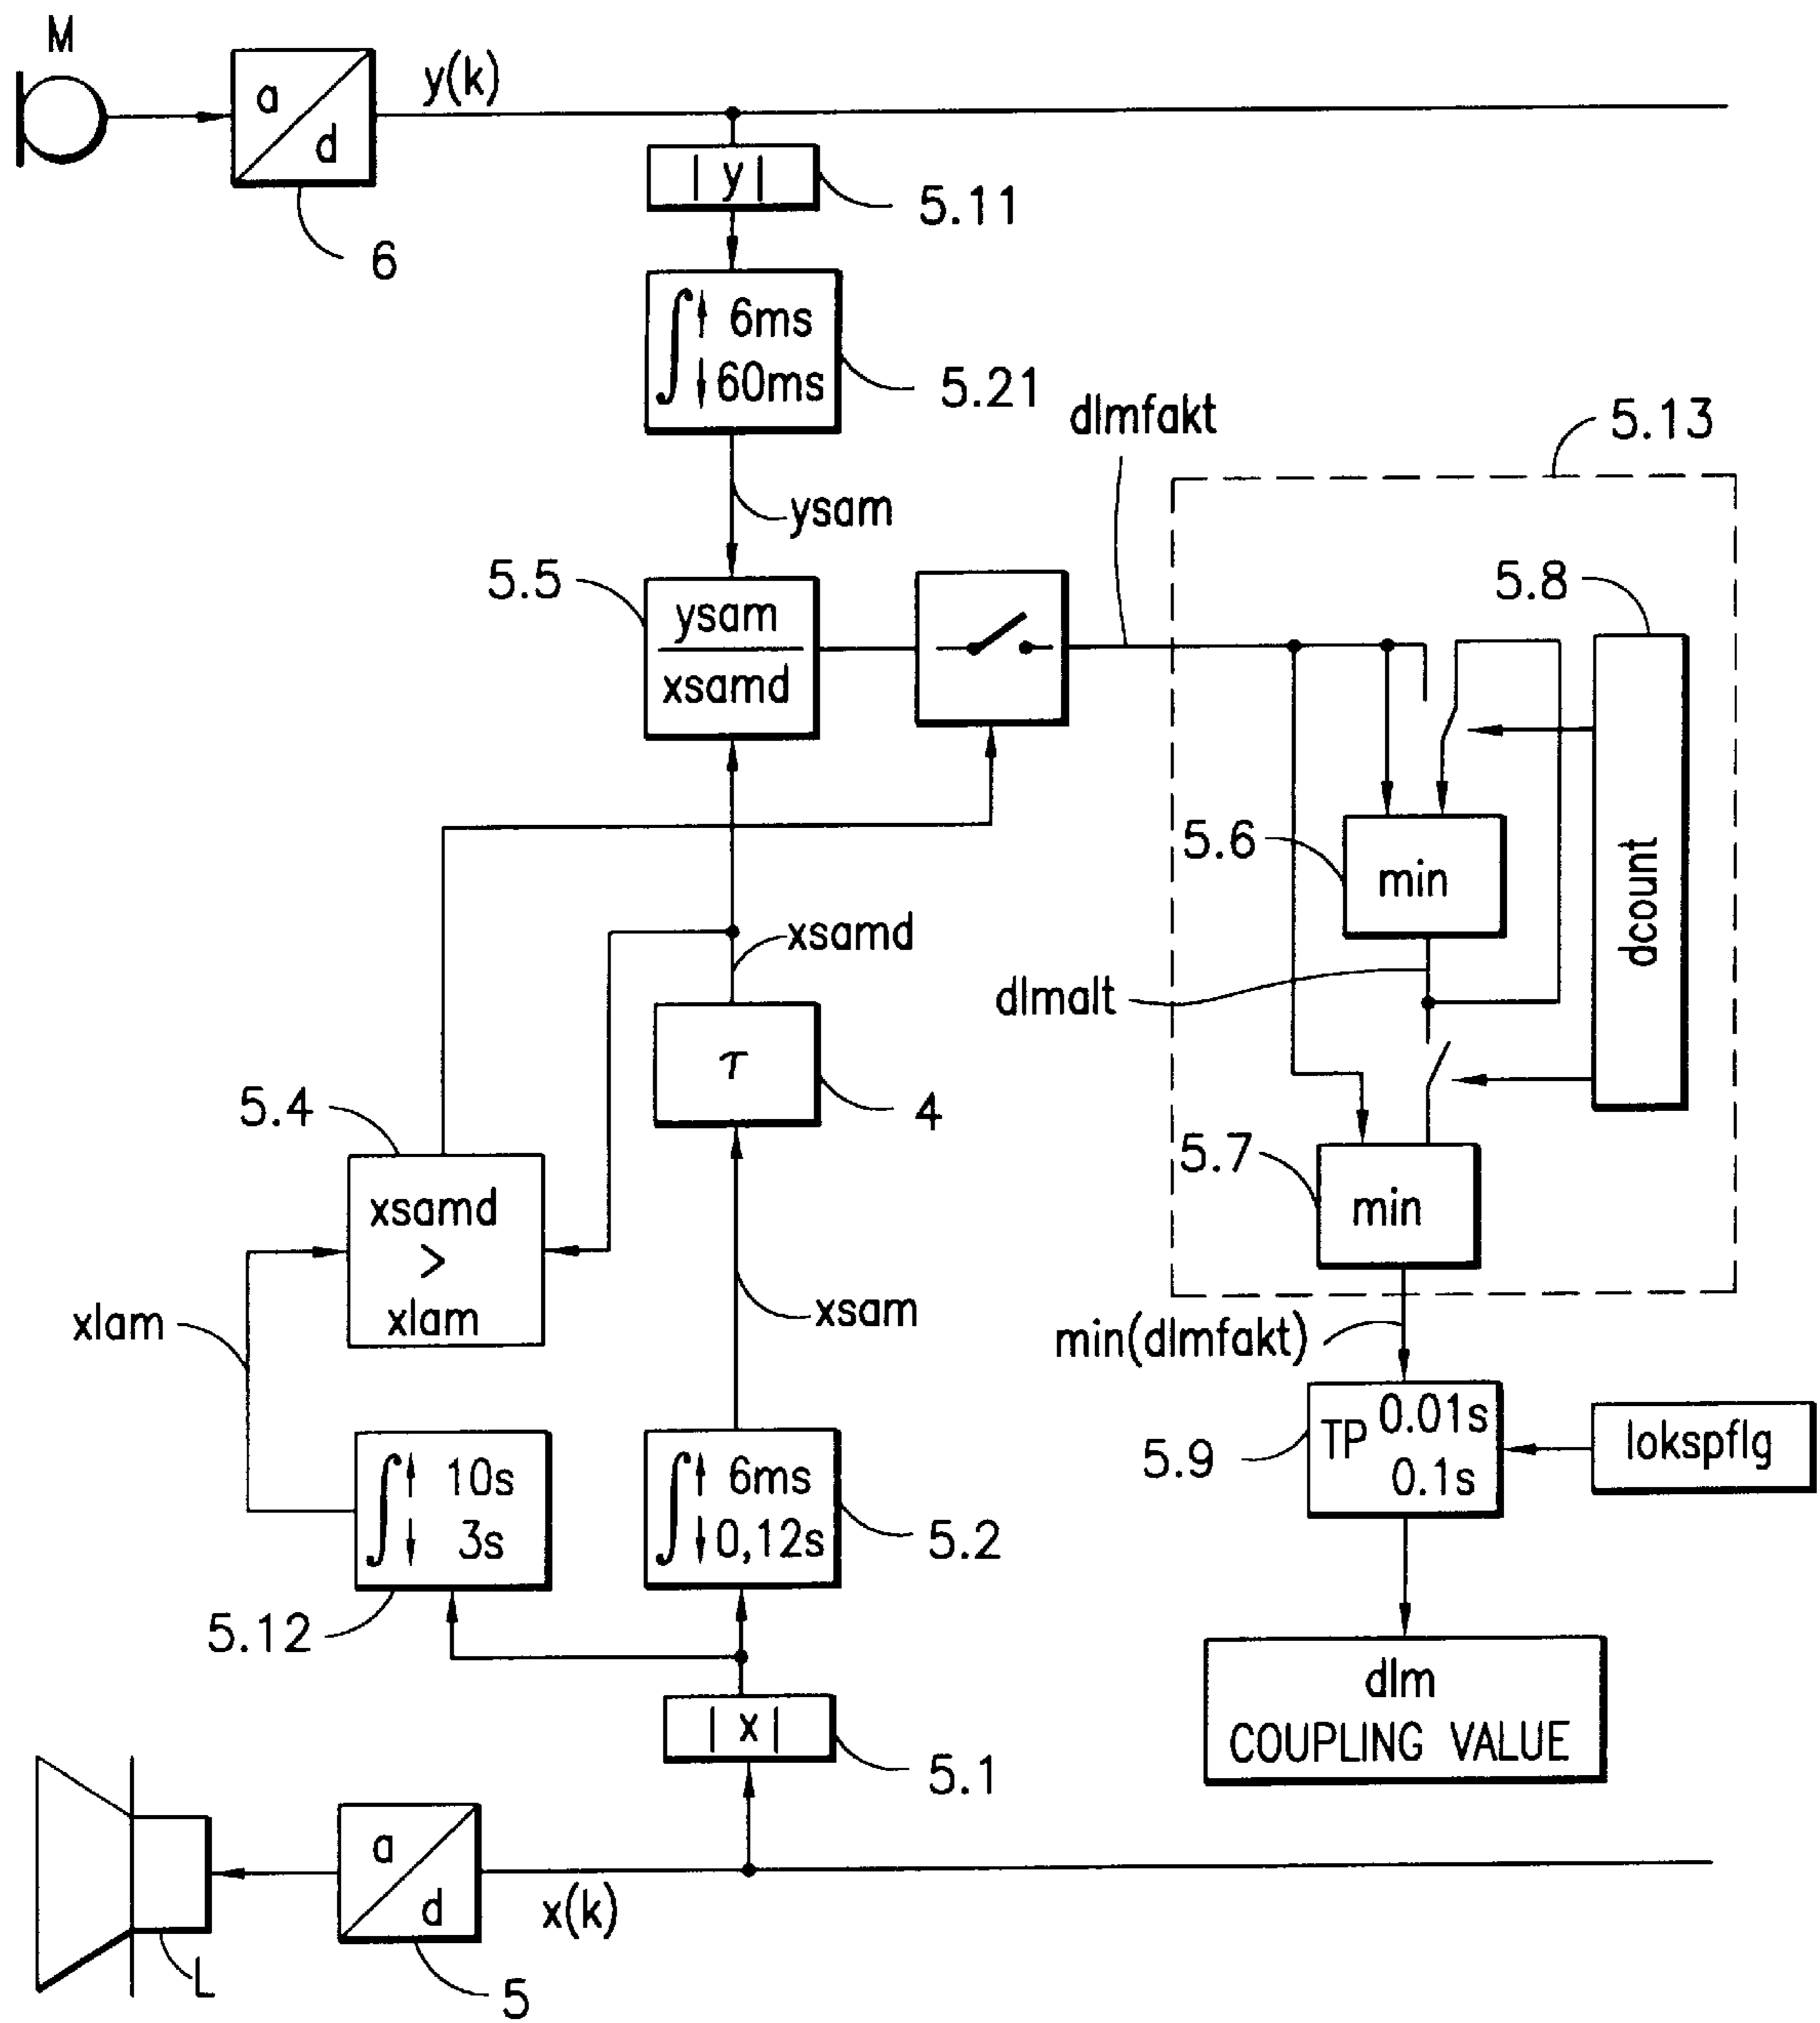 M
a
d
y(k)
6
| y |
5.11
∫ ↑ 6ms
↓ 60ms
5.21
ysam
dlmfakt
5.13
5.5
ysam
xsamd
5.8
dcount
5.6
min
xsamd
dlmalt
τ
4
5.4
xsamd
>
xlam
5.7
min
xlam
xsam
min(dlmfakt)
5.9
TP 0.01s
0.1s
lokspflg
∫ ↑ 10s
↓ 3s
5.12
∫ ↑ 6ms
↓ 0,12s
5.2
dlm
COUPLING VALUE
| x |
5.1
a
d
x(k)
L
5